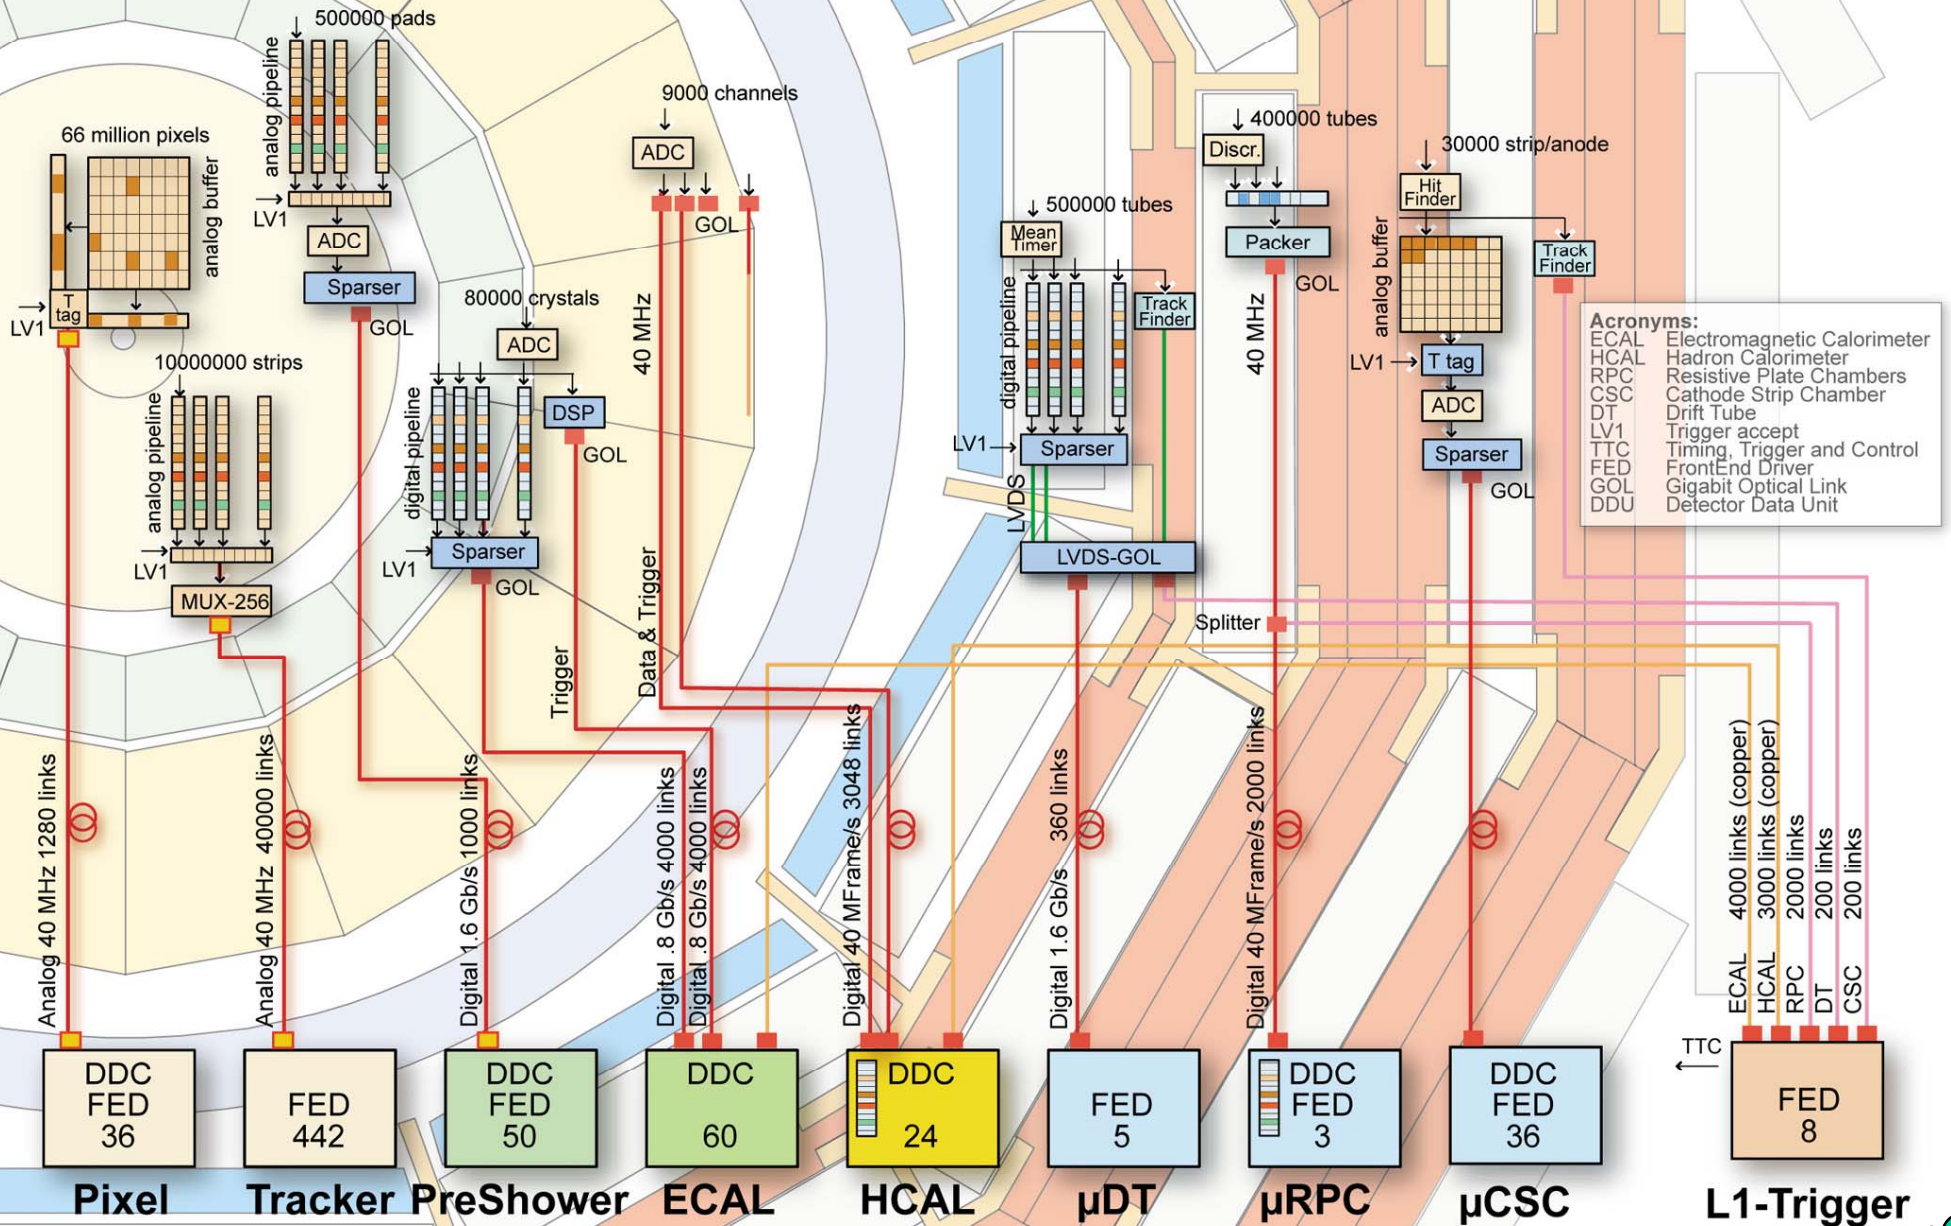 500000 pads
analog pipeline
LV1
ADC
Sparser
GOL
66 million pixels
analog buffer
T
tag
LV1
10000000 strips
analog pipeline
LV1
MUX-256
80000 crystals
ADC
digital pipeline
DSP
GOL
LV1
Sparser
GOL
Trigger
9000 channels
ADC
GOL
40 MHz
Data & Trigger
500000 tubes
Mean
Timer
digital pipeline
Track
Finder
LV1
Sparser
LVDS
LVDS-GOL
400000 tubes
Discr.
Packer
GOL
40 MHz
Splitter
30000 strip/anode
Hit
Finder
analog buffer
Track
Finder
LV1
T tag
ADC
Sparser
GOL
Acronyms:
ECAL Electromagnetic Calorimeter
HCAL Hadron Calorimeter
RPC Resistive Plate Chambers
CSC Cathode Strip Chamber
DT Drift Tube
LV1 Trigger accept
TTC Timing, Trigger and Control
FED FrontEnd Driver
GOL Gigabit Optical Link
DDU Detector Data Unit
Analog 40 MHz 1280 links
Analog 40 MHz 40000 links
Digital 1.6 Gb/s 1000 links
Digital .8 Gb/s 4000 links
Digital .8 Gb/s 4000 links
Digital 40 MFrame/s 3048 links
Digital 1.6 Gb/s 360 links
Digital 40 MFrame/s 2000 links
ECAL 4000 links (copper)
HCAL 3000 links (copper)
RPC 2000 links
DT 200 links
CSC 200 links
TTC
DDC
FED
36
FED
442
DDC
FED
50
DDC
60
DDC
24
FED
5
DDC
FED
3
DDC
FED
36
FED
8
Pixel
Tracker
PreShower
ECAL
HCAL
µDT
µRPC
µCSC
L1-Trigger